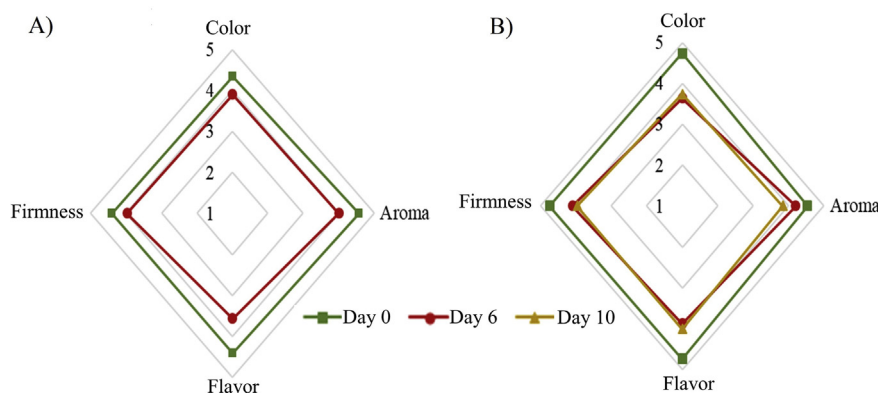 A)
Color
5
4
3
2
1
Firmness
Aroma
Flavor
B)
Color
5
4
3
2
1
Firmness
Aroma
Flavor
Day 0
Day 6
Day 10